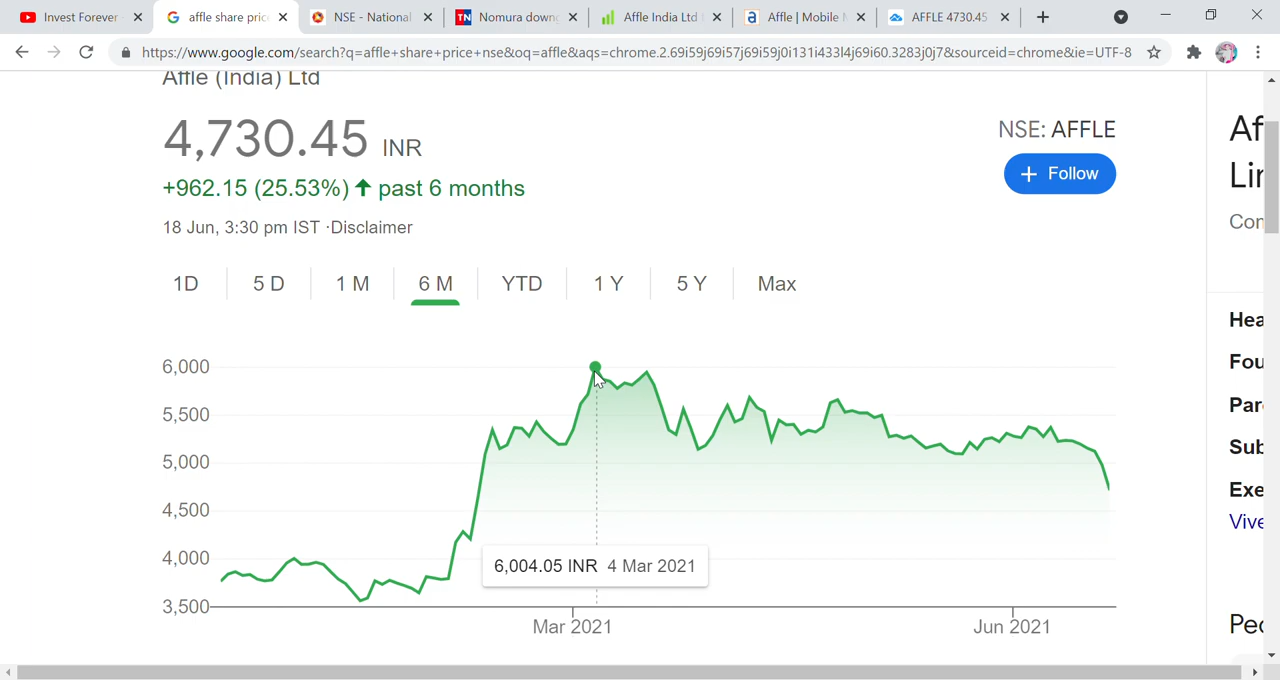 Invest Forever
affle share pric
NSE - National
Nomura downg
Affle India Ltd
Affle | Mobile M
AFFLE 4730.45
https://www.google.com/search?q=affle+share+price+nse&oq=affle&aqs=chrome.2.69i59j69i57j69i59j0i131i433l4j69i60.3283j0j7&sourceid=chrome&ie=UTF-8
Affle (India) Ltd
4,730.45 INR
+962.15 (25.53%) ↑ past 6 months
18 Jun, 3:30 pm IST ·Disclaimer
NSE: AFFLE
+ Follow
1D 5 D 1 M 6 M YTD 1 Y 5 Y Max
6,000
5,500
5,000
4,500
4,000
3,500
6,004.05 INR 4 Mar 2021
Mar 2021 Jun 2021
Af
Lir
Con
Hea
Fou
Par
Sub
Exe
Vive
Peo